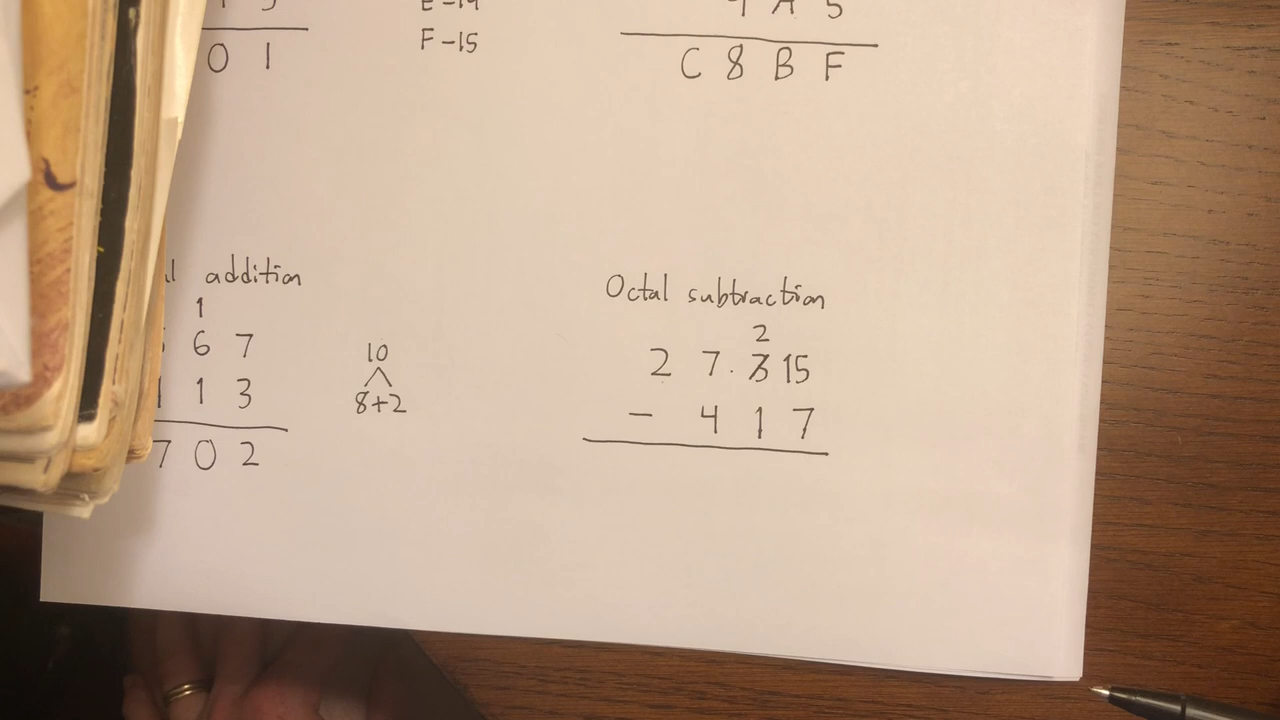 0 1
F-15
5
C 8 B F
addition
1
6 7
1 3
7 0 2
10
8+2
Octal subtraction
2
2 7. 3 15
- 4 1 7